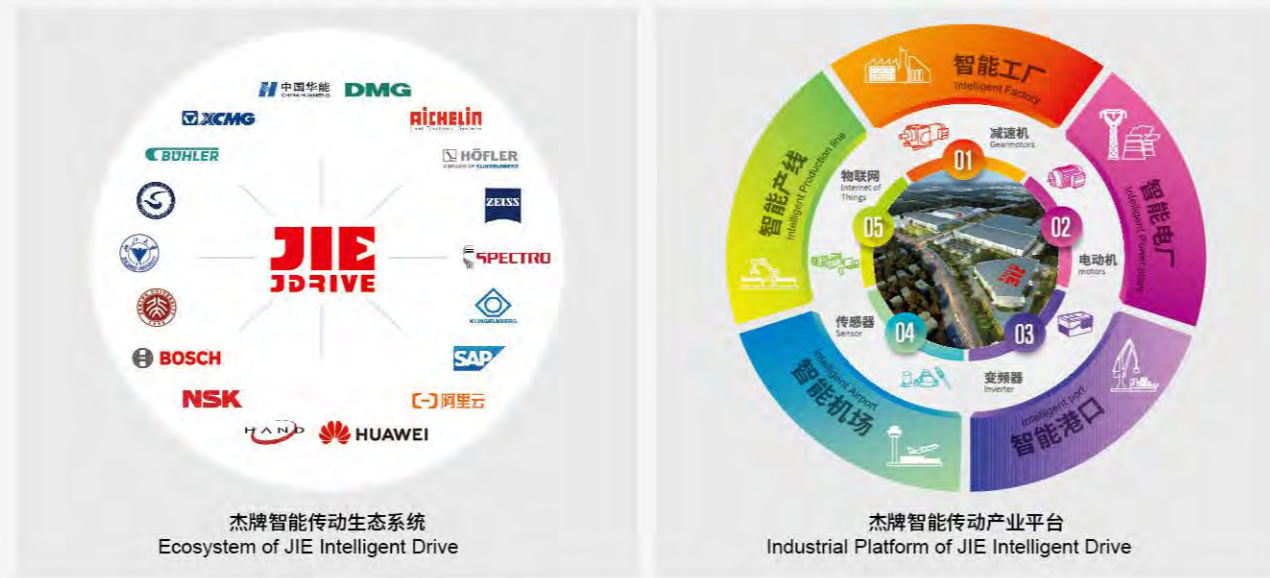 中国华能
DMG
XCMG
AICHELIN
BÜHLER
HÖFLER
ZEISS
JIE
JDRIVE
SPECTRO
KLINGELNBERG
BOSCH
SAP
NSK
阿里云
HAND
HUAWEI
杰牌智能传动生态系统
Ecosystem of JIE Intelligent Drive
智能工厂
Intelligent Factory
智能电厂
智能港口
Intelligent port
智能机场
Intelligent Airport
智能产线
Intelligent Production line
减速机
Gearmotors
01
电动机
motors
02
变频器
Inverter
03
传感器
Sensor
04
物联网
Internet of
Things
05
JIE
杰牌智能传动产业平台
Industrial Platform of JIE Intelligent Drive